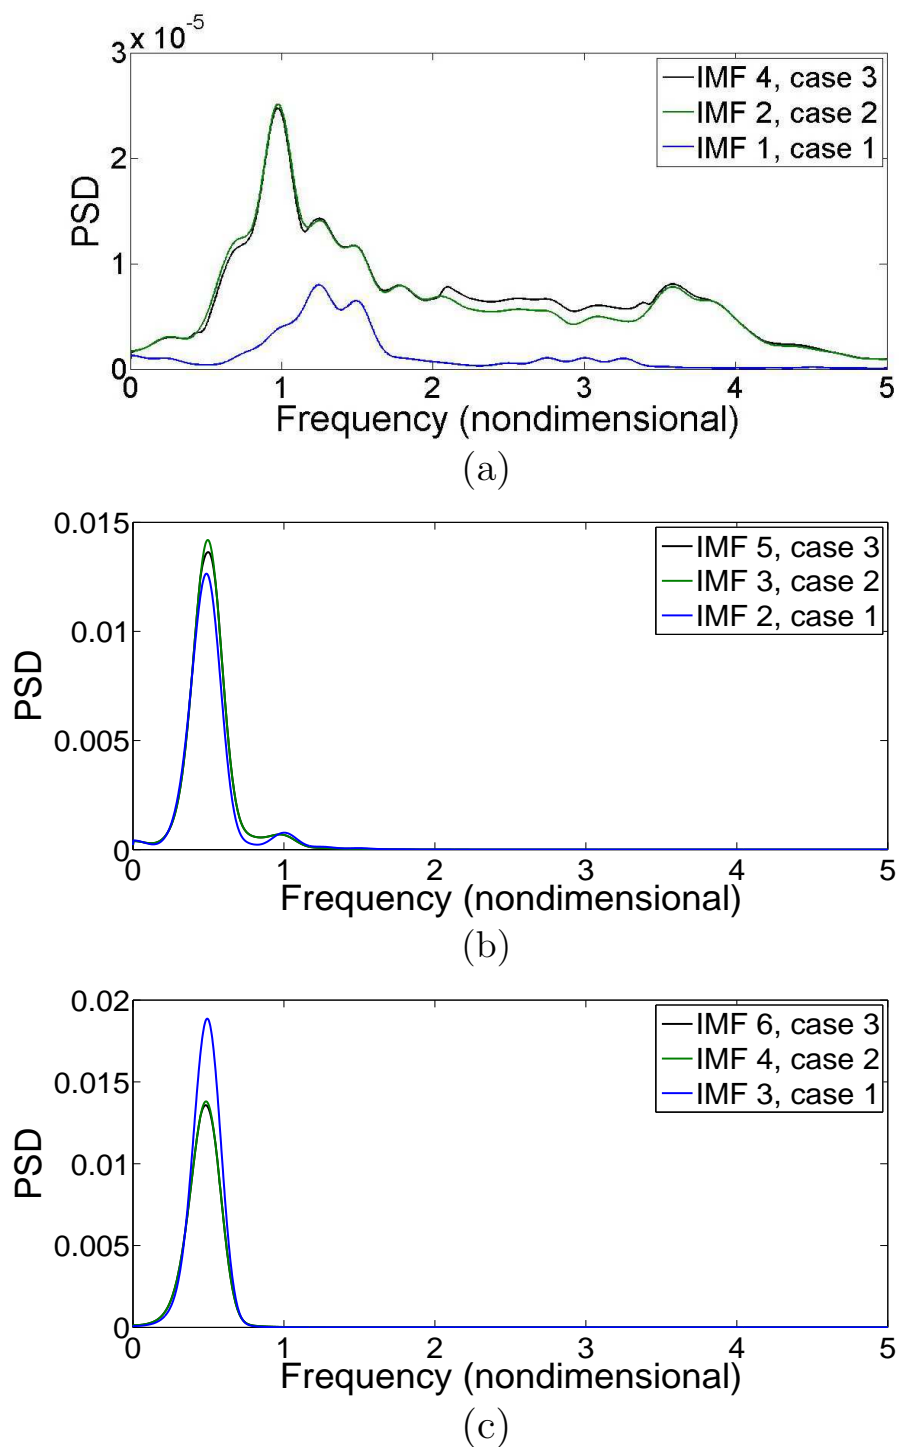 x 10^-5
3
2
1
0
PSD
IMF 4, case 3
IMF 2, case 2
IMF 1, case 1
0 1 2 3 4 5
Frequency (nondimensional)
(a)
0.015
0.01
0.005
0
PSD
IMF 5, case 3
IMF 3, case 2
IMF 2, case 1
0 1 2 3 4 5
Frequency (nondimensional)
(b)
0.02
0.015
0.01
0.005
0
PSD
IMF 6, case 3
IMF 4, case 2
IMF 3, case 1
0 1 2 3 4 5
Frequency (nondimensional)
(c)